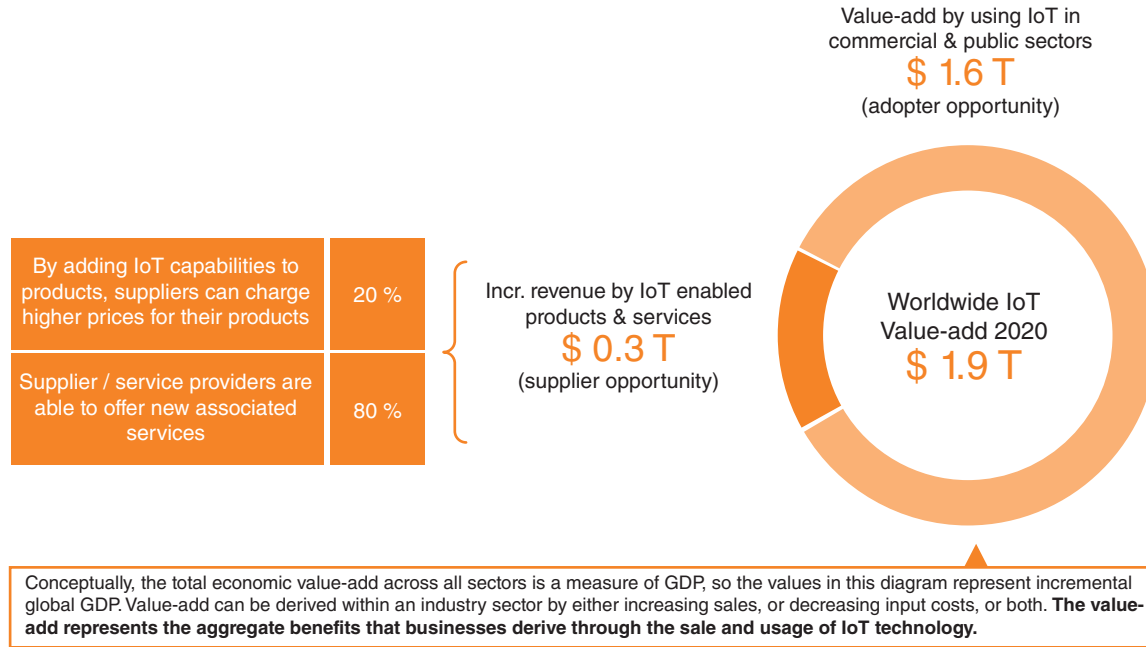 Value-add by using IoT in
commercial & public sectors
$ 1.6 T
(adopter opportunity)
By adding IoT capabilities to
products, suppliers can charge
higher prices for their products
20 %
Supplier / service providers are
able to offer new associated
services
80 %
Incr. revenue by IoT enabled
products & services
$ 0.3 T
(supplier opportunity)
Worldwide IoT
Value-add 2020
$ 1.9 T
Conceptually, the total economic value-add across all sectors is a measure of GDP, so the values in this diagram represent incremental
global GDP. Value-add can be derived within an industry sector by either increasing sales, or decreasing input costs, or both. The value-
add represents the aggregate benefits that businesses derive through the sale and usage of IoT technology.